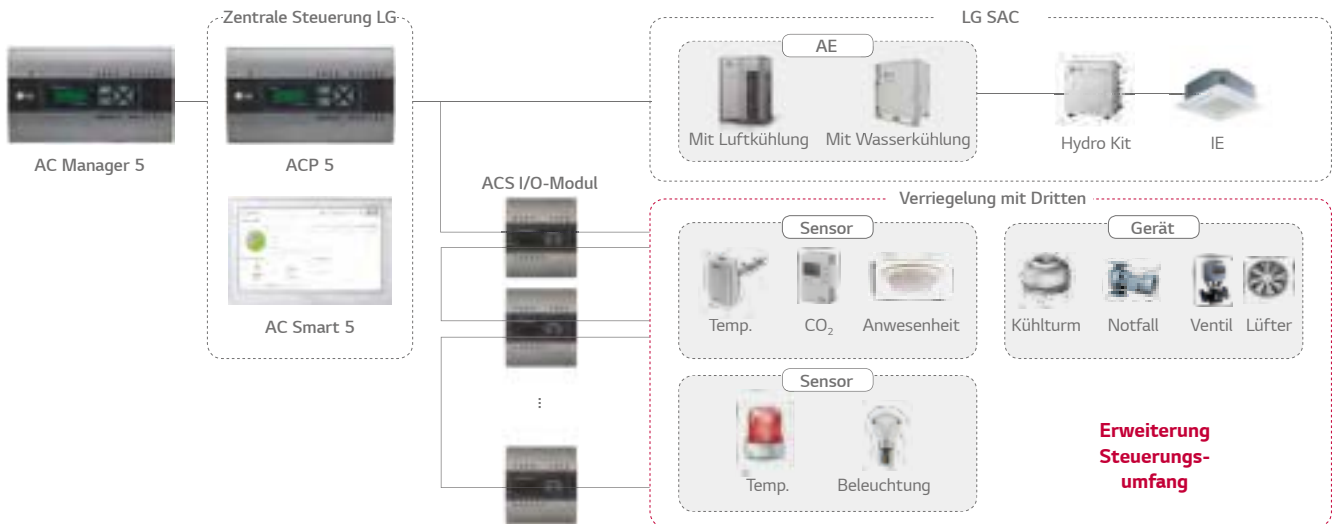 Zentrale Steuerung LG
AC Manager 5
ACP 5
AC Smart 5
ACS I/O-Modul
⋮
LG SAC
AE
Mit Luftkühlung
Mit Wasserkühlung
Hydro Kit
IE
Verriegelung mit Dritten
Sensor
Temp.
CO₂
Anwesenheit
Gerät
Kühlturm
Notfall
Ventil
Lüfter
Sensor
Temp.
Beleuchtung
Erweiterung
Steuerungs-
umfang